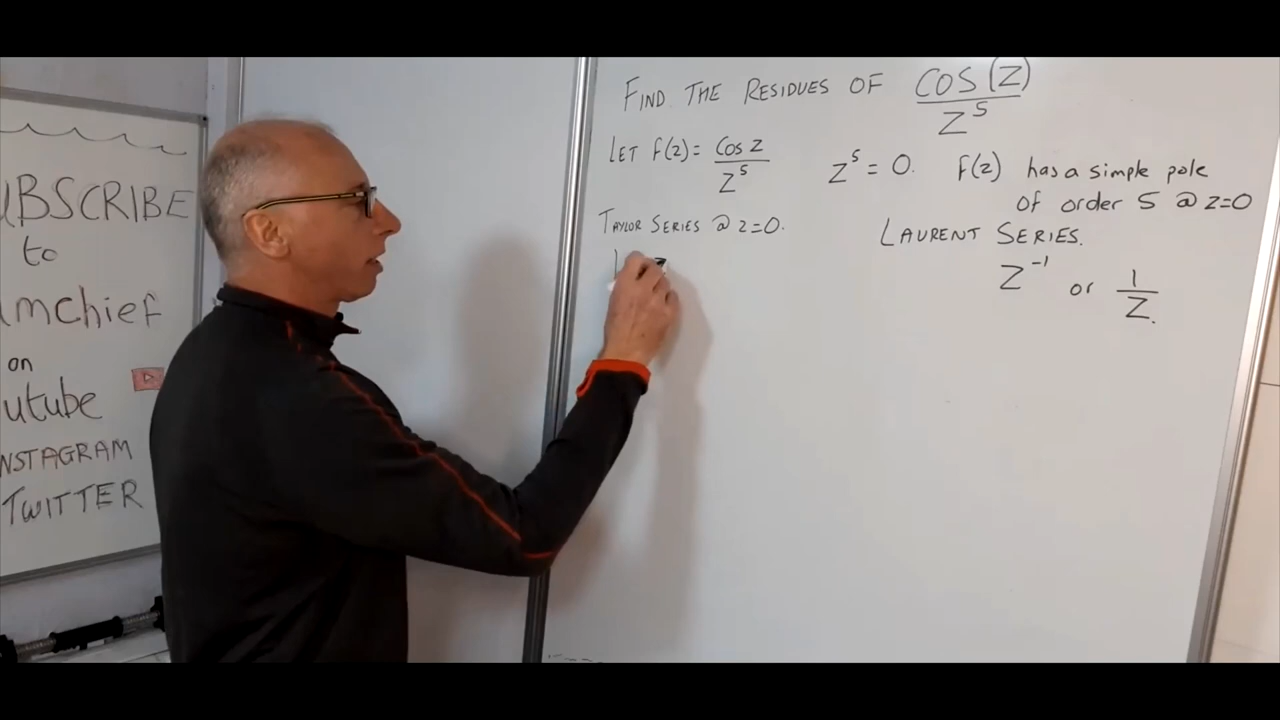 UBSCRIBE
to
mchief
on
utube
NSTAGRAM
TWITTER
FIND THE RESIDUES OF COS(Z)
Z^5
LET f(z) = Cos Z
Z^5
Z^5 = 0. f(z) has a simple pole
of order 5 @ z=0
TAYLOR SERIES @ z=0.
LAURENT SERIES.
Z^-1 or 1
Z.